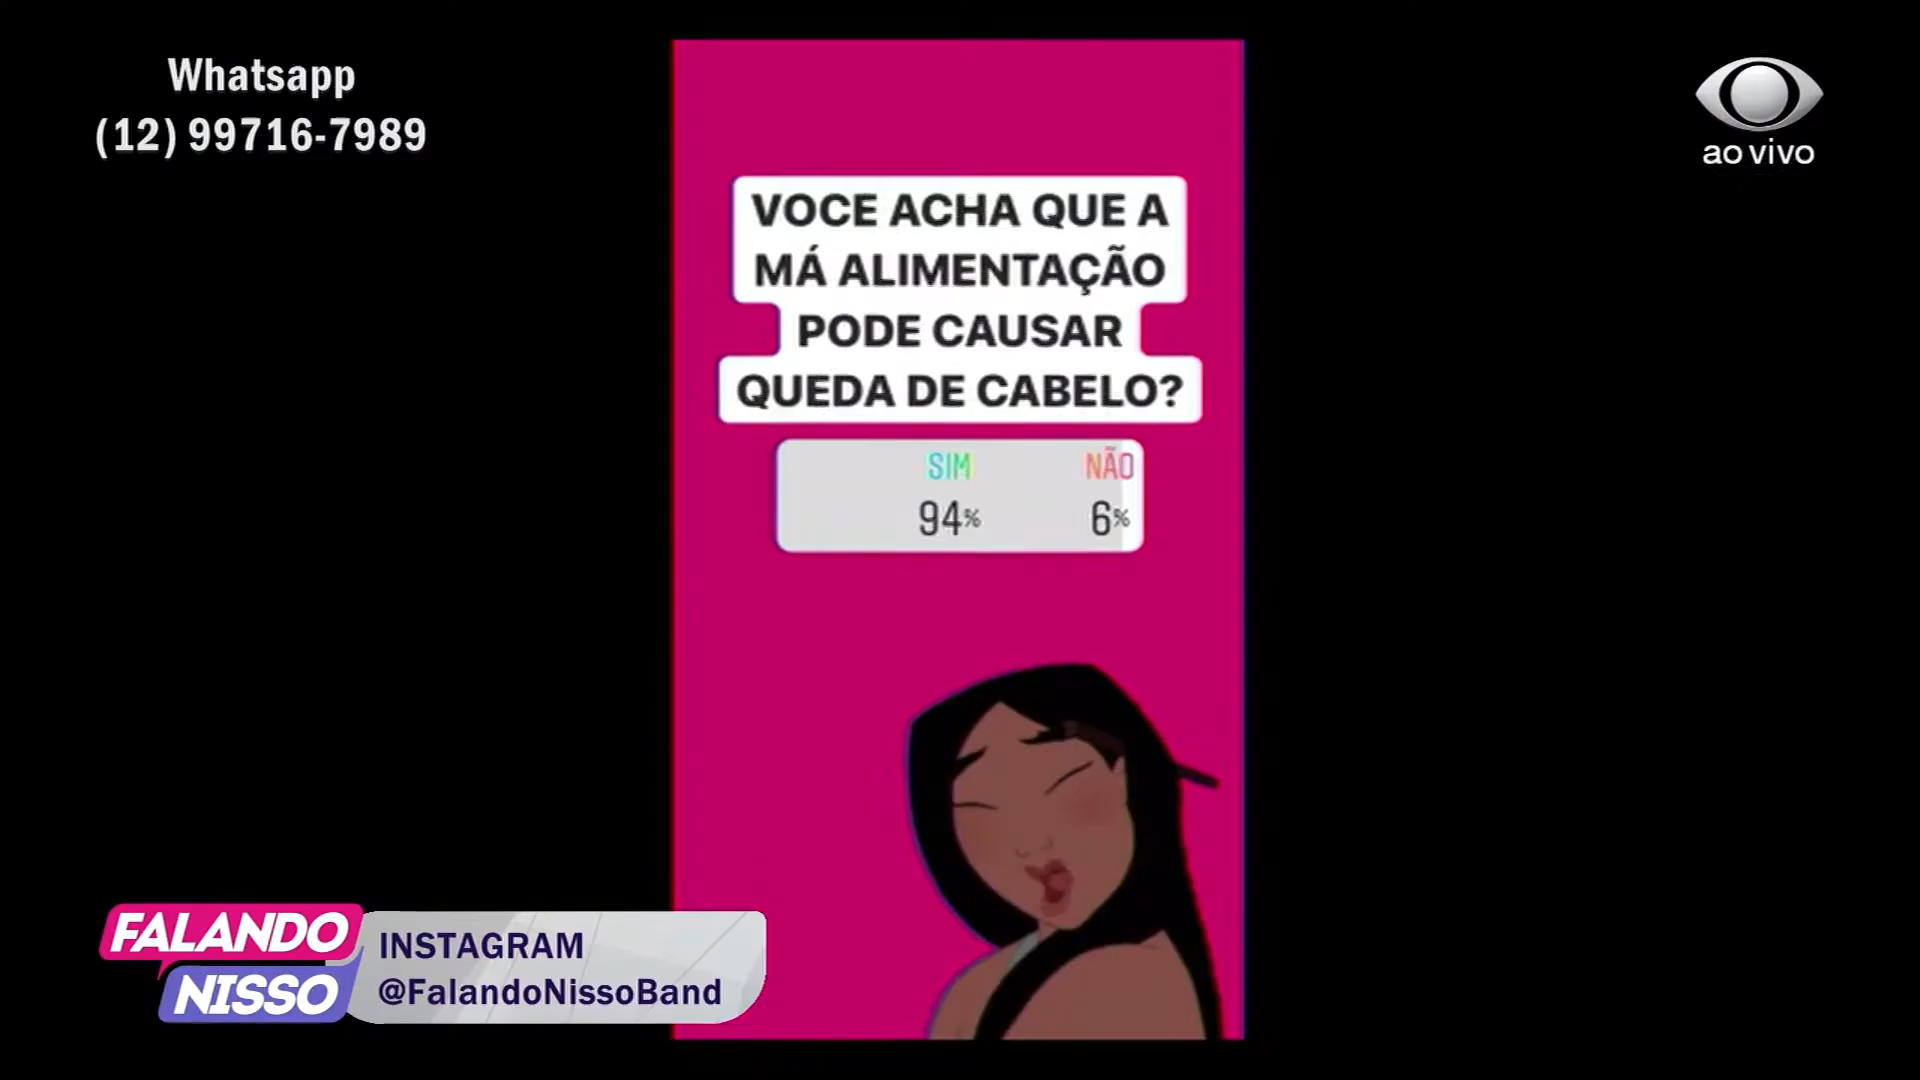 Whatsapp
(12) 99716-7989
ao vivo
VOCE ACHA QUE A
MÁ ALIMENTAÇÃO
PODE CAUSAR
QUEDA DE CABELO?
SIM NÃO
94% 6%
FALANDO
NISSO
INSTAGRAM
@FalandoNissoBand